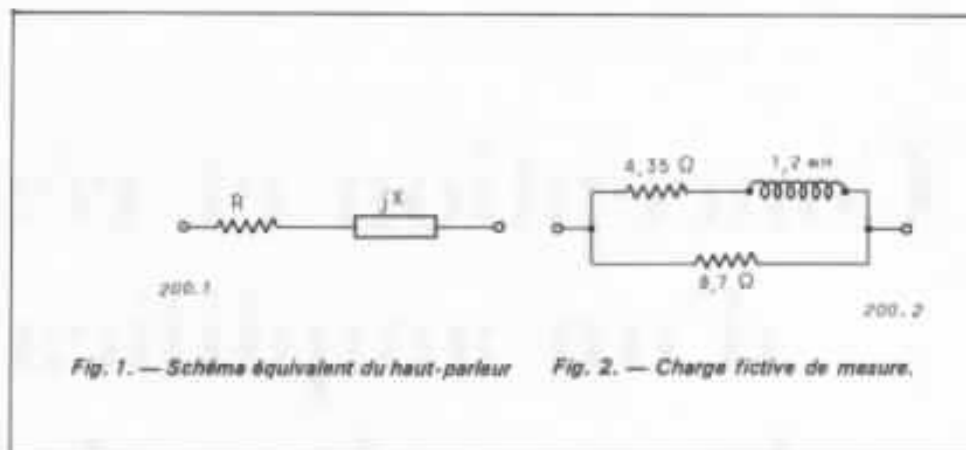 R
jX
200.1
Fig. 1. — Schéma équivalent du haut-parleur
4,35 Ω
1,2 mH
8,7 Ω
200.2
Fig. 2. — Charge fictive de mesure.